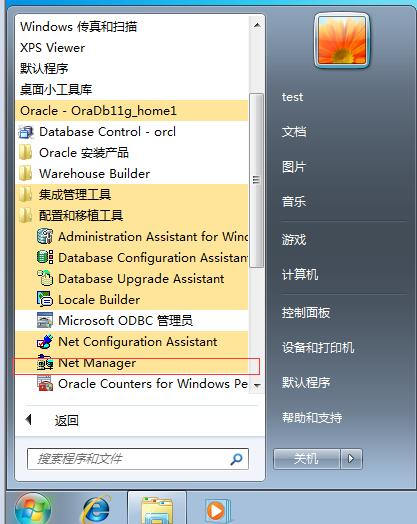 Windows 传真和扫描
XPS Viewer
默认程序
桌面小工具库
Oracle - OraDb11g_home1
Database Control - orcl
Oracle 安装产品
Warehouse Builder
集成管理工具
配置和移植工具
Administration Assistant for Winc
Database Configuration Assistan
Database Upgrade Assistant
Locale Builder
Microsoft ODBC 管理员
Net Configuration Assistant
Net Manager
Oracle Counters for Windows Pe
返回
搜索程序和文件
test
文档
图片
音乐
游戏
计算机
控制面板
设备和打印机
默认程序
帮助和支持
关机